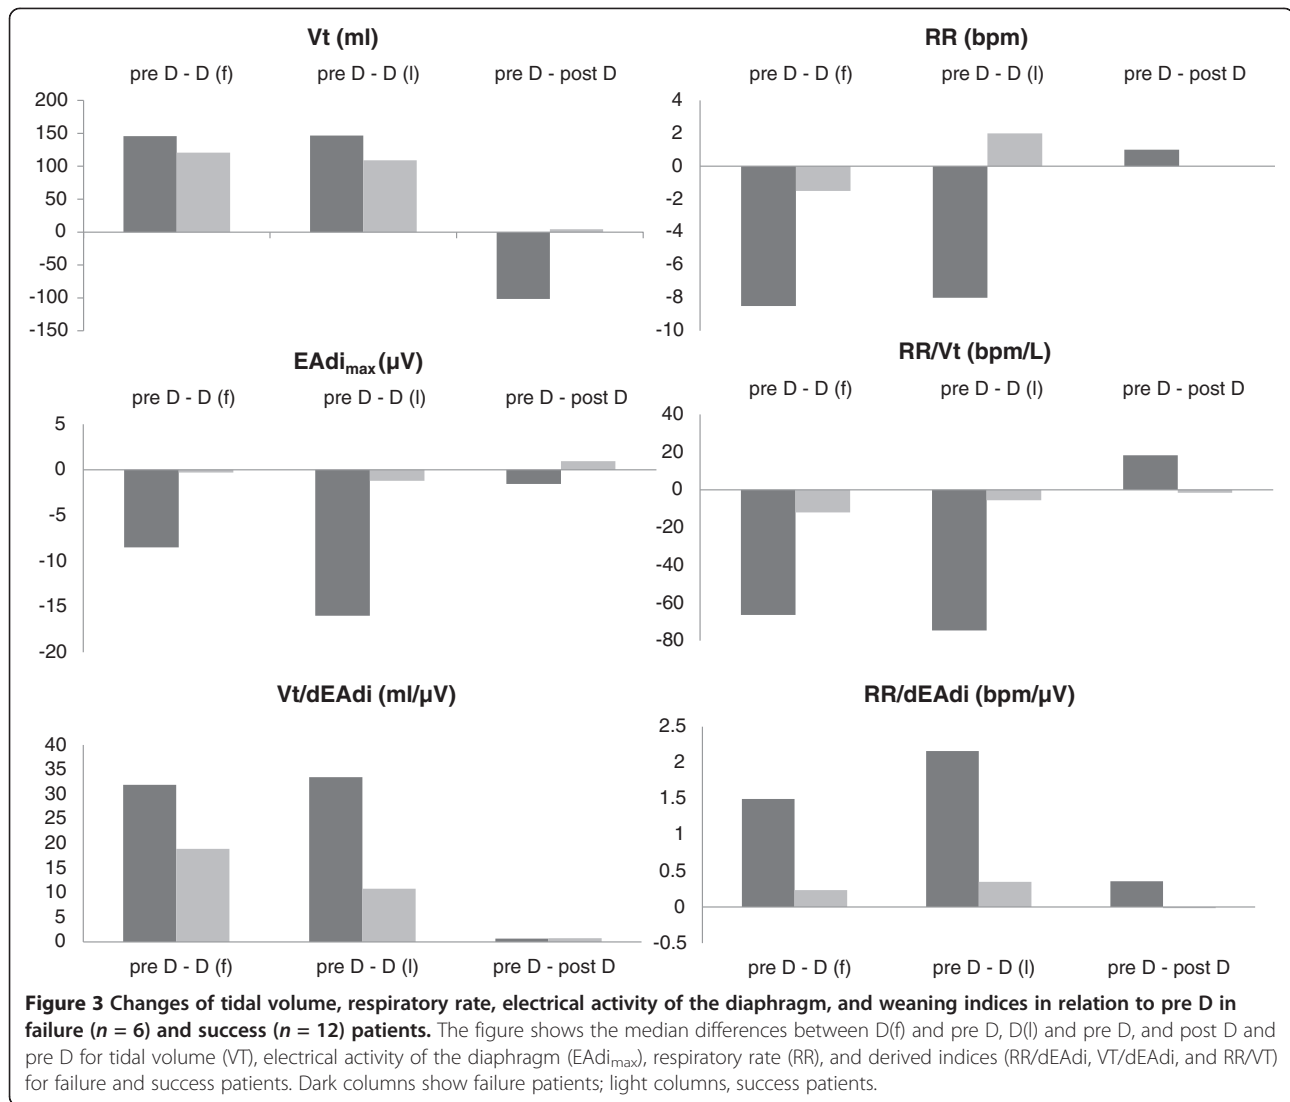 Vt (ml)
pre D - D (f) pre D - D (l) pre D - post D
200
150
100
50
0
-50
-100
-150
RR (bpm)
pre D - D (f) pre D - D (l) pre D - post D
4
2
0
-2
-4
-6
-8
-10
EAdimax (µV)
pre D - D (f) pre D - D (l) pre D - post D
5
0
-5
-10
-15
-20
RR/Vt (bpm/L)
pre D - D (f) pre D - D (l) pre D - post D
40
20
0
-20
-40
-60
-80
Vt/dEAdi (ml/µV)
40
35
30
25
20
15
10
5
0
pre D - D (f) pre D - D (l) pre D - post D
RR/dEAdi (bpm/µV)
2.5
2
1.5
1
0.5
0
-0.5
pre D - D (f) pre D - D (l) pre D - post D
Figure 3 Changes of tidal volume, respiratory rate, electrical activity of the diaphragm, and weaning indices in relation to pre D in
failure (n = 6) and success (n = 12) patients. The figure shows the median differences between D(f) and pre D, D(l) and pre D, and post D and
pre D for tidal volume (VT), electrical activity of the diaphragm (EAdimax), respiratory rate (RR), and derived indices (RR/dEAdi, VT/dEAdi, and RR/VT)
for failure and success patients. Dark columns show failure patients; light columns, success patients.